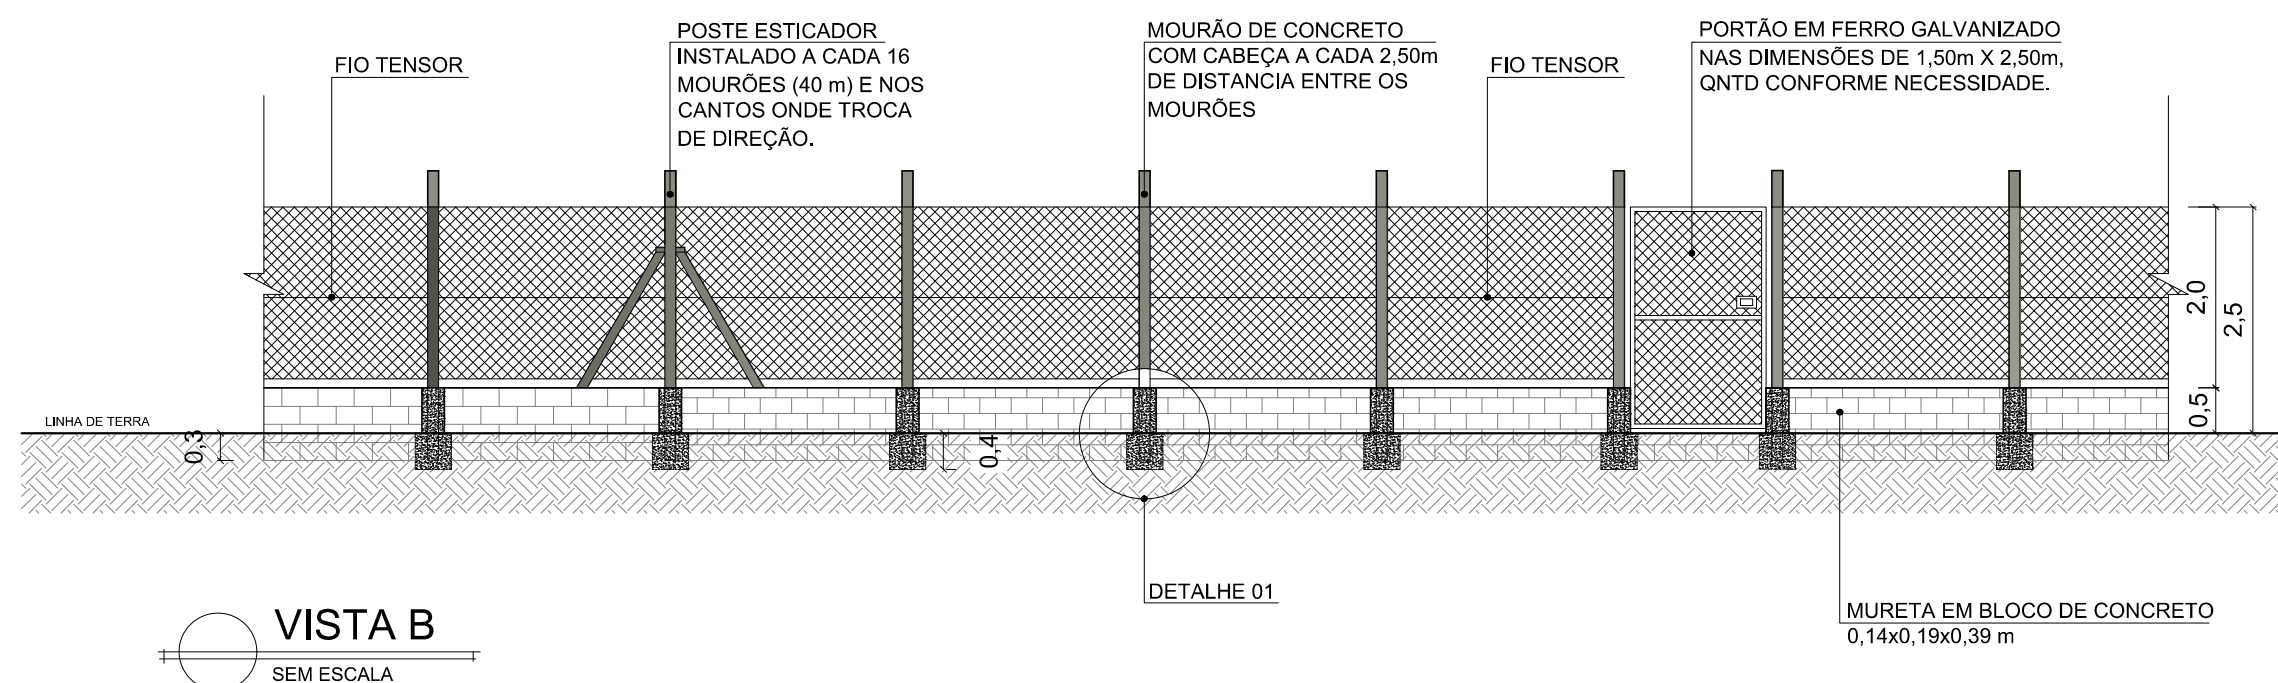 POSTE ESTICADOR
INSTALADO A CADA 16
MOURÕES (40 m) E NOS
CANTOS ONDE TROCA
DE DIREÇÃO.
MOURÃO DE CONCRETO
COM CABEÇA A CADA 2,50m
DE DISTANCIA ENTRE OS
MOURÕES
PORTÃO EM FERRO GALVANIZADO
NAS DIMENSÕES DE 1,50m X 2,50m,
QNTD CONFORME NECESSIDADE.
FIO TENSOR
FIO TENSOR
2,0
2,5
0,5
LINHA DE TERRA
0,3
0,4
DETALHE 01
MURETA EM BLOCO DE CONCRETO
0,14x0,19x0,39 m
VISTA B
SEM ESCALA